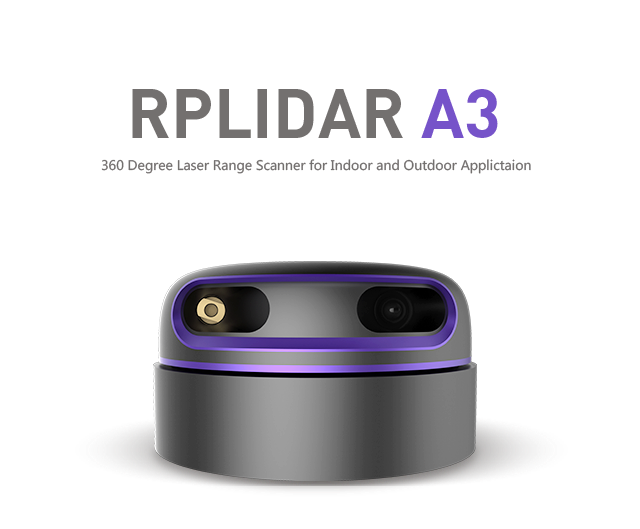 RPLIDAR A3
360 Degree Laser Range Scanner for Indoor and Outdoor Applictaion